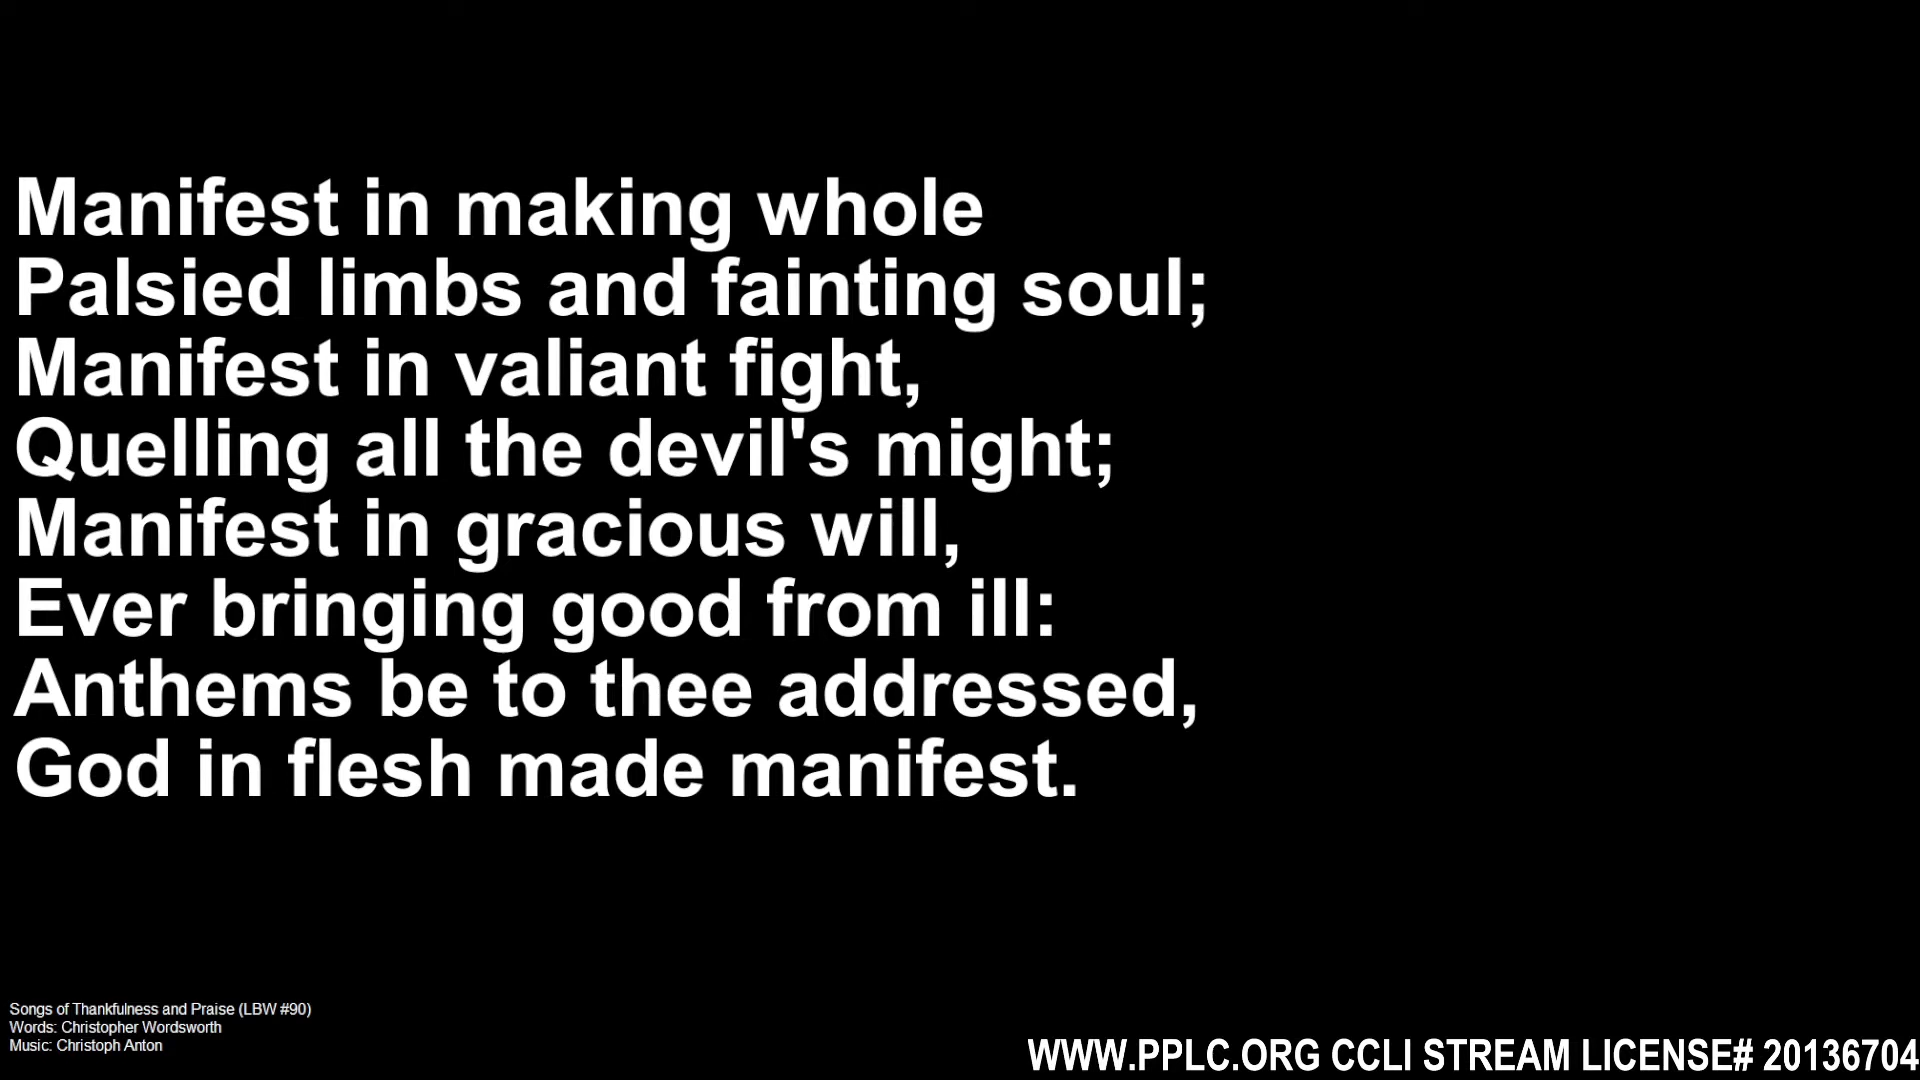 Manifest in making whole
Palsied limbs and fainting soul;
Manifest in valiant fight,
Quelling all the devil's might;
Manifest in gracious will,
Ever bringing good from ill:
Anthems be to thee addressed,
God in flesh made manifest.
Songs of Thankfulness and Praise (LBW #90)
Words: Christopher Wordsworth
Music: Christoph Anton
WWW.PPLC.ORG CCLI STREAM LICENSE# 20136704